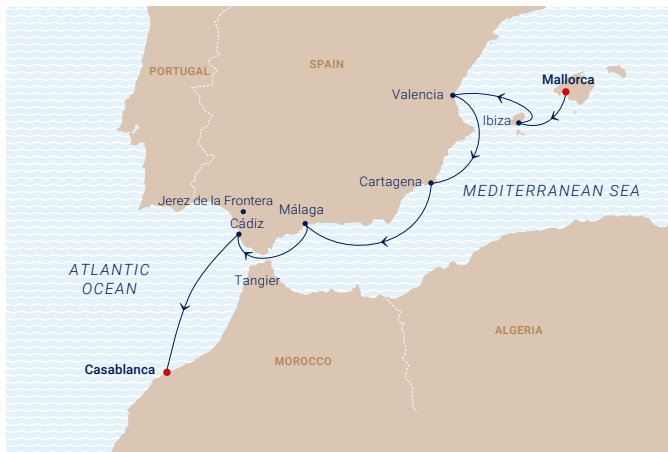 SPAIN
PORTUGAL
Mallorca
Valencia
Ibiza
Cartagena
MEDITERRANEAN SEA
Jerez de la Frontera
Málaga
Cádiz
ATLANTIC
OCEAN
Tangier
ALGERIA
MOROCCO
Casablanca